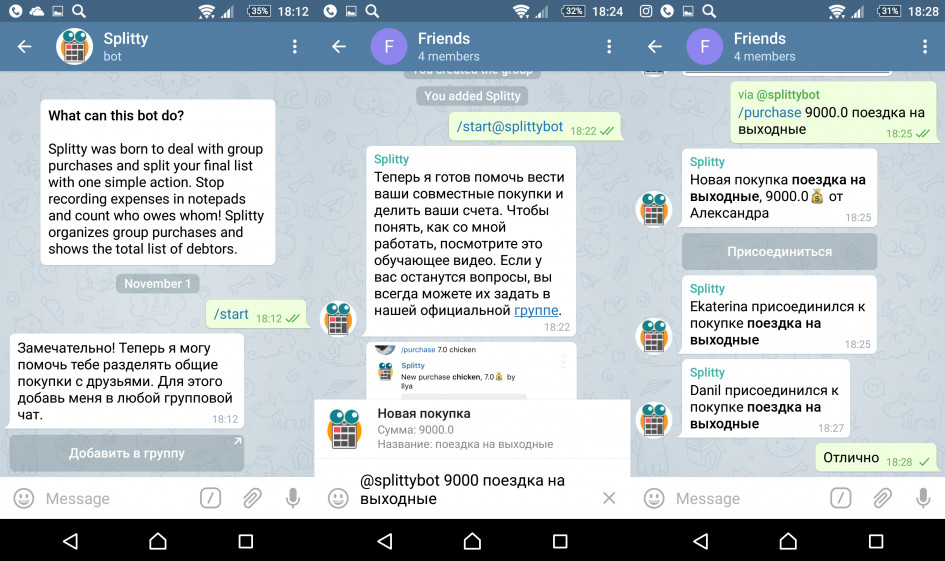 35% 18:12
Splitty
bot
What can this bot do?
Splitty was born to deal with group
purchases and split your final list
with one simple action. Stop
recording expenses in notepads
and count who owes whom! Splitty
organizes group purchases and
shows the total list of debtors.
November 1
/start 18:12
Замечательно! Теперь я могу
помочь тебе разделять общие
покупки с друзьями. Для этого
добавь меня в любой групповой
чат. 18:12
Добавить в группу
Message
32% 18:24
F
Friends
4 members
You created the group
You added Splitty
/start@splittybot 18:22
Splitty
Теперь я готов помочь вести
ваши совместные покупки и
делить ваши счета. Чтобы
понять, как со мной
работать, посмотрите это
обучающее видео. Если у
вас останутся вопросы, вы
всегда можете их задать в
нашей официальной группе.
18:22
/purchase 7.0 chicken
Splitty
New purchase chicken, 7.0 by
Ilya
Новая покупка
Сумма: 9000.0
Название: поездка на выходные
@splittybot 9000 поездка на
выходные
31% 18:28
F
Friends
4 members
via @splittybot
/purchase 9000.0 поездка на
выходные 18:25
Splitty
Новая покупка поездка на
выходные, 9000.0 от
Александра 18:25
Присоединиться
Splitty
Ekaterina присоединился к
покупке поездка на
выходные 18:25
Splitty
Danil присоединился к
покупке поездка на
выходные 18:27
Отлично 18:28
Message